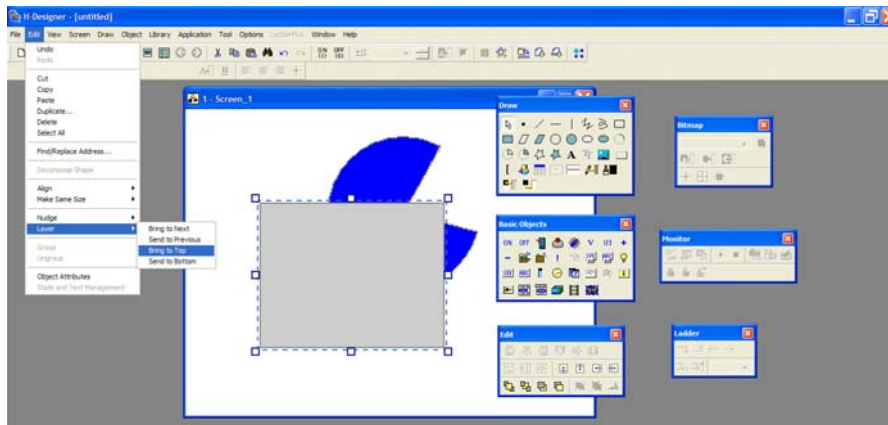 H-Designer - [untitled]
File Edit View Screen Draw Object Library Application Tool Options Window Help
Undo
Redo
Cut
Copy
Paste
Duplicate...
Delete
Select All
Find/Replace Address...
Decompose Shape
Align
Make Same Size
Nudge
Layer
Group
Ungroup
Object Attributes
State and Text Management
Bring to Next
Send to Previous
Bring to Top
Send to Bottom
1 - Screen_1
Draw
A
Basic Objects
ON OFF
Edit
Bitmap
Monitor
Ladder